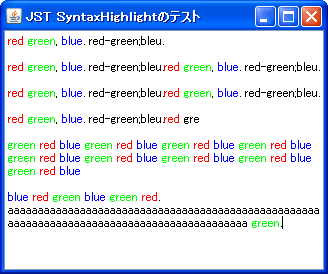 JST SyntaxHighlightのテスト
red green, blue. red-green;bleu.
red green, blue. red-green;bleu.red green, blue. red-green;bleu.
red green, blue. red-green;bleu.red green, blue. red-green;bleu.
red green, blue. red-green;bleu.red gre
green red blue green red blue green red blue green red blue
green red blue green red blue green red blue green red blue
green red blue
blue red green blue green red.
aaaaaaaaaaaaaaaaaaaaaaaaaaaaaaaaaaaaaaaaaaaaaaaaaaaa
aaaaaaaaaaaaaaaaaaaaaaaaaaaaaaaaaaaaaaaa green.